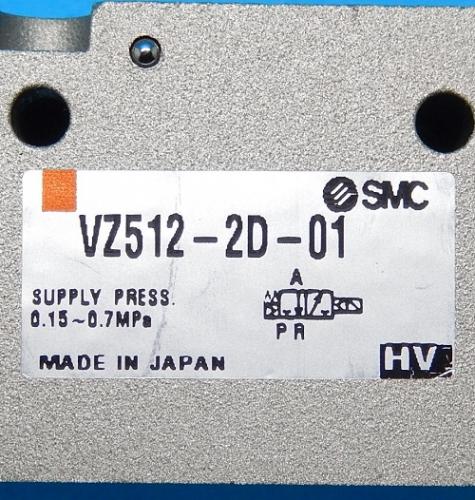 SMC
VZ512-2D-01
SUPPLY PRESS.
0.15~0.7MPa
A
P R
MADE IN JAPAN
HV